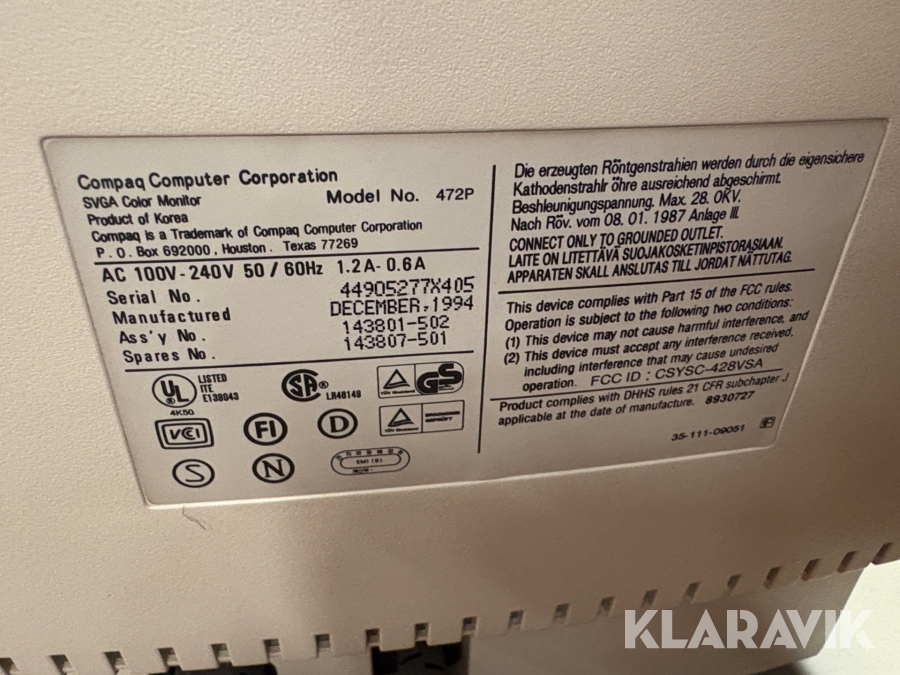 Compaq Computer Corporation
SVGA Color Monitor
Model No. 472P
Product of Korea
Compaq is a Trademark of Compaq Computer Corporation
P.O. Box 692000, Houston. Texas 77269
AC 100V-240V 50 / 60Hz 1.2A-0.6A
Serial No. 44905277X405
Manufactured DECEMBER,1994
Ass'y No. 143801-502
Spares No. 143807-501
UL
LISTED
ITE
E138043
4K50
SA
LR48149
GS
VCCI
FI
D
S
N
Die erzeugten Röntgenstrahien werden durch die eigensichere
Kathodenstrahl öhre ausreichend abgeschirmt.
Beshleunigungspannung. Max. 28. 0KV.
Nach Röv. vom 08. 01. 1987 Anlage III.
CONNECT ONLY TO GROUNDED OUTLET.
LAITE ON LITETTÄVÄ SUOJAKOSKETINPISTORASIAAN.
APPARATEN SKALL ANSLUTAS TILL JORDAT NÄTTUTAG.
This device complies with Part 15 of the FCC rules.
Operation is subject to the following two conditions:
(1) This device may not cause harmful interference, and
(2) This device must accept any interference received,
including interference that may cause undesired
operation. FCC ID : CSYSC-428VSA
Product complies with DHHS rules 21 CFR subchapter J
applicable at the date of manufacture. 8930727
35-111-09051
KLARAVIK